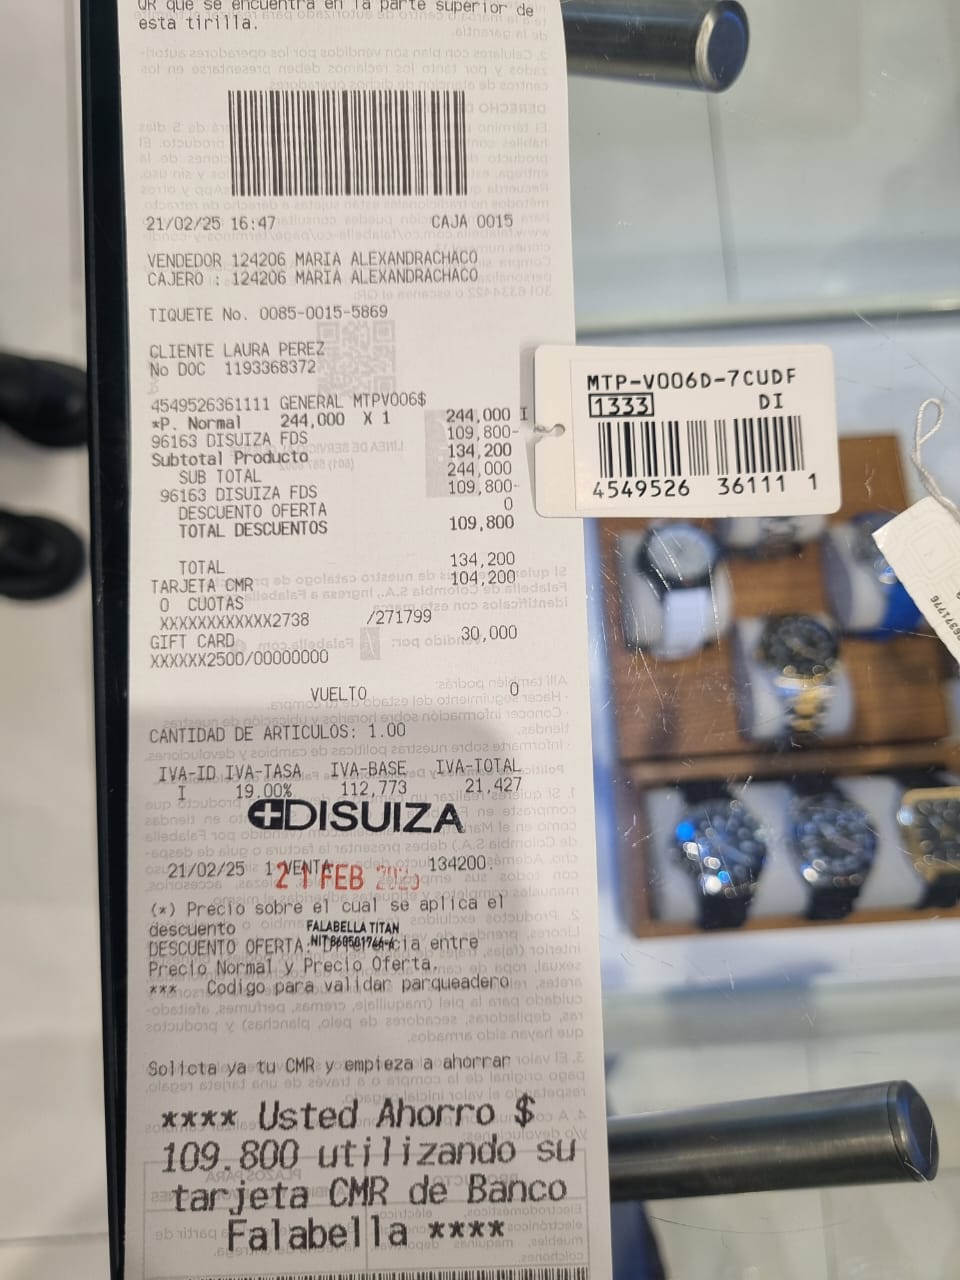 QR que se encuentra en la parte superior de
esta tirilla.
21/02/25 16:47 CAJA 0015
VENDEDOR 124206 MARIA ALEXANDRACHACO
CAJERO : 124206 MARIA ALEXANDRACHACO
TIQUETE No. 0085-0015-5869
CLIENTE LAURA PEREZ
No DOC 1193368372
4549526361111 GENERAL MTPV006$
*P. Normal 244,000 X 1 244,000 I
96163 DISUIZA FDS 109,800-
Subtotal Producto 134,200
SUB TOTAL 244,000
96163 DISUIZA FDS 109,800-
DESCUENTO OFERTA 0
TOTAL DESCUENTOS 109,800
TOTAL 134,200
TARJETA CMR 104,200
0 CUOTAS
XXXXXXXXXXXX2738 /271799
GIFT CARD 30,000
XXXXXX2500/00000000
VUELTO 0
CANTIDAD DE ARTICULOS: 1.00
IVA-ID IVA-TASA IVA-BASE IVA-TOTAL
I 19.00% 112,773 21,427
DISUIZA
21/02/25 1 VENTA 134200
21 FEB
(*) Precio sobre el cual se aplica el
descuento
FALABELLA TITAN
DESCUENTO OFERTA: Diferencia entre
Precio Normal y Precio Oferta,
*** Codigo para validar parqueadero
Solicta ya tu CMR y empieza a ahorrar
**** Usted Ahorro $
109.800 utilizando su
tarjeta CMR de Banco
Falabella ****
MTP-V006D-7CUDF
1333 DI
4549526 36111 1